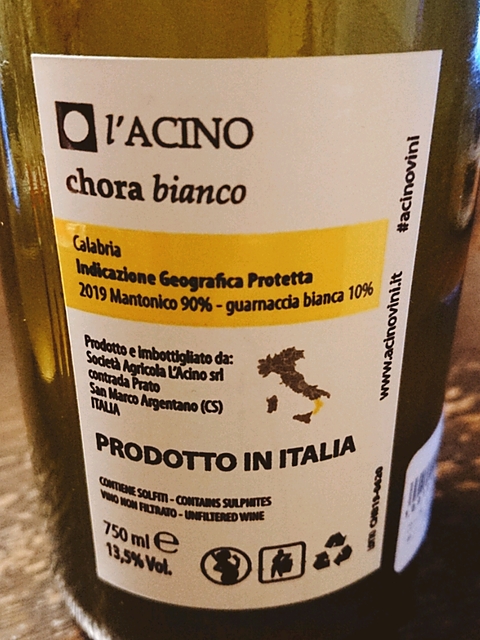 l'ACINO
chora bianco
Calabria
Indicazione Geografica Protetta
2019 Mantonico 90% - guarnaccia bianca 10%
Prodotto e imbottigliato da:
Società Agricola L'Acino srl
contrada Prato
San Marco Argentano (CS)
ITALIA
PRODOTTO IN ITALIA
CONTIENE SOLFITI - CONTAINS SULPHITES
VINO NON FILTRATO - UNFILTERED WINE
750 ml e
13,5% Vol.
#acinovini
www.acinovini.it